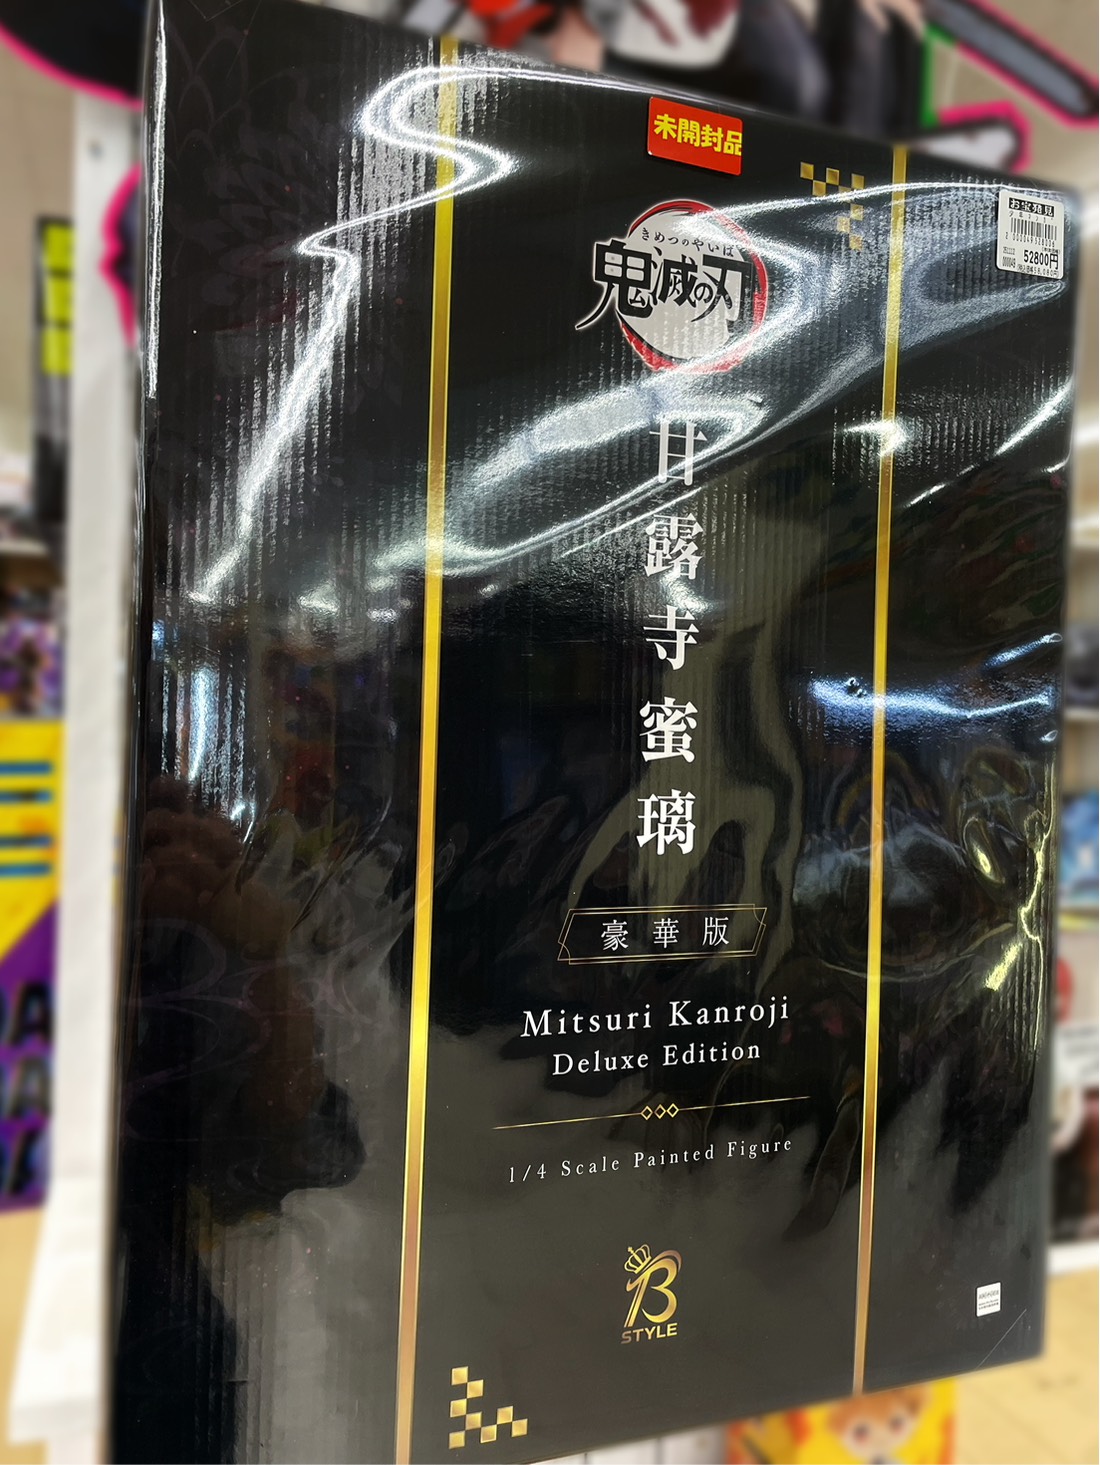 未開封品
お宝発見
52800円
きめつのやいば
鬼滅の刃
甘露寺蜜璃
豪華版
Mitsuri Kanroji
Deluxe Edition
1/4 Scale Painted Figure
B
STYLE